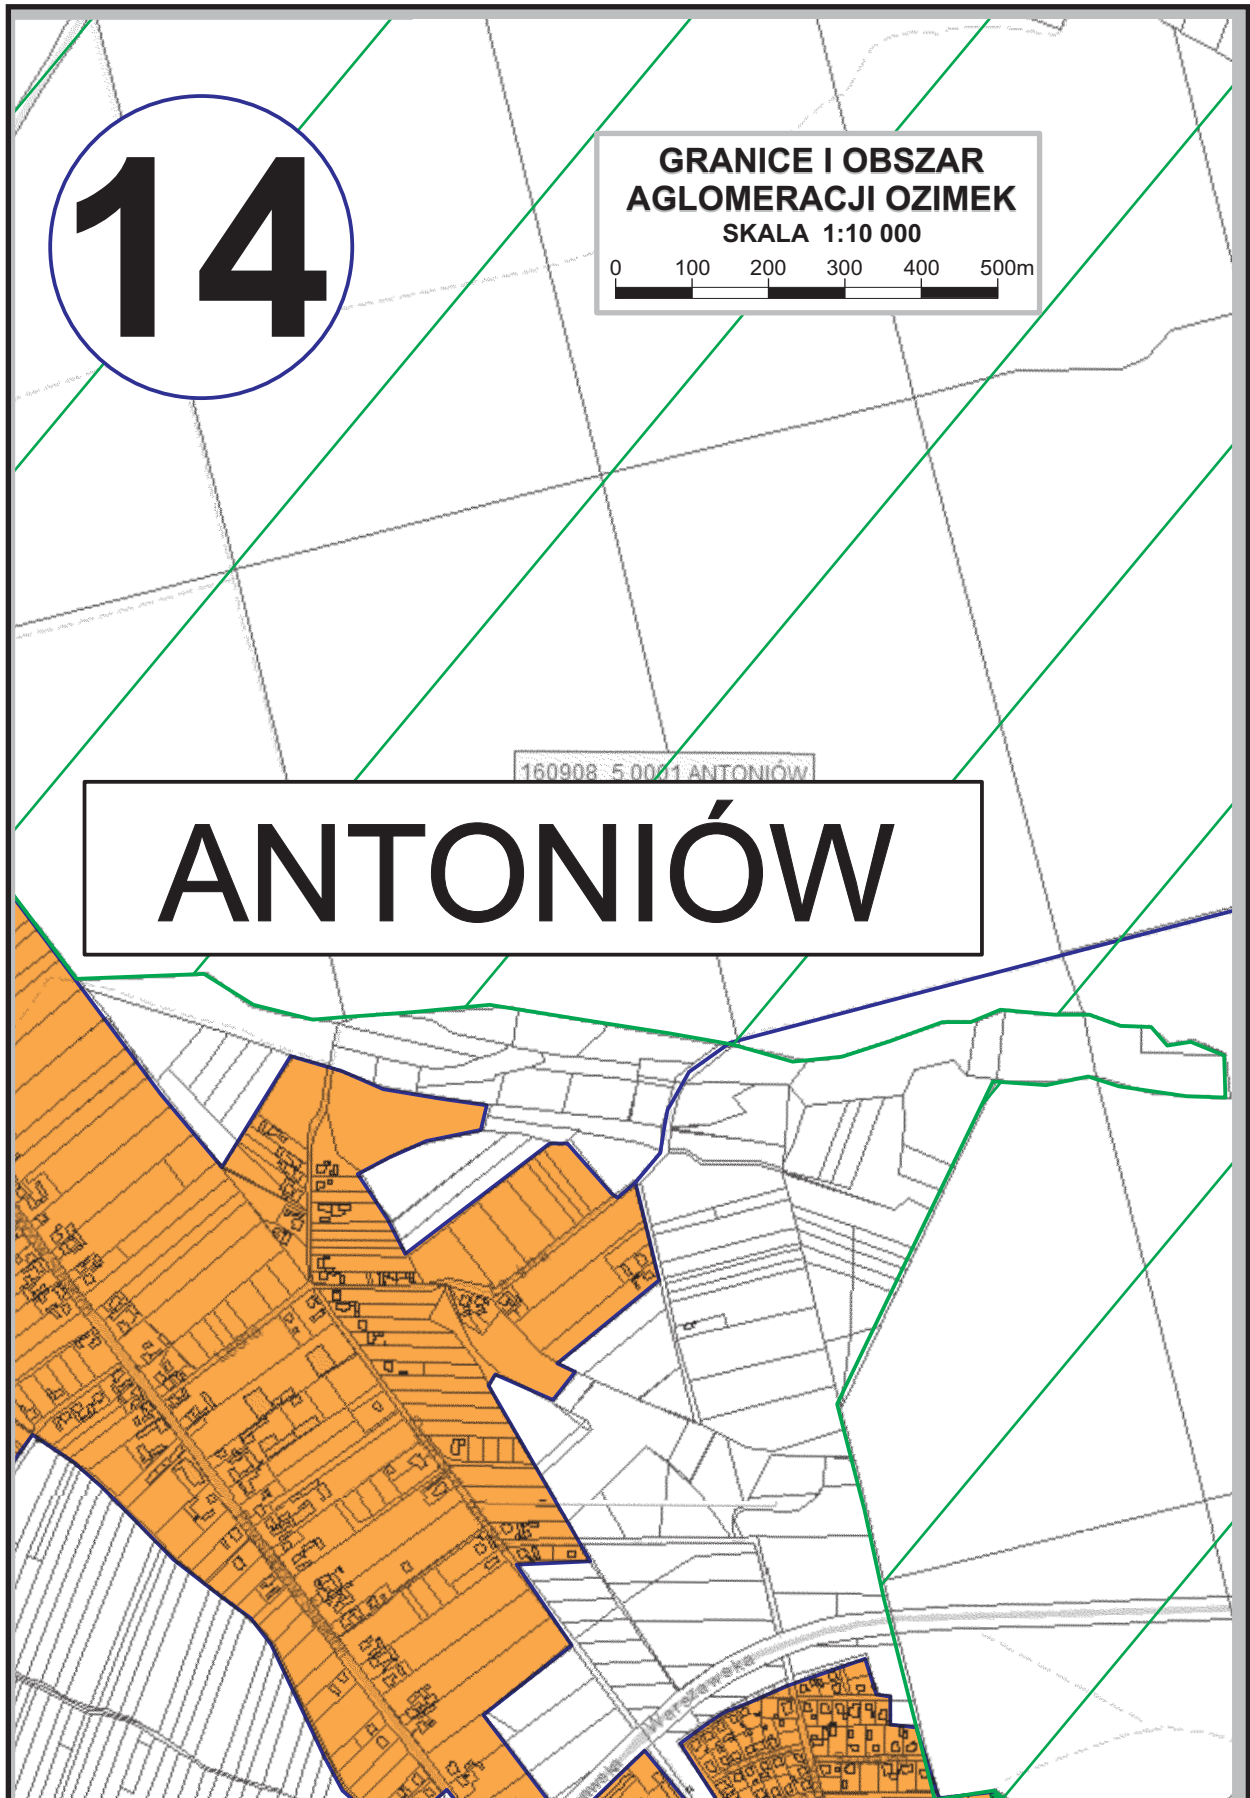 14
GRANICE I OBSZAR
AGLOMERACJI OZIMEK
SKALA 1:10 000
0 100 200 300 400 500m
160908_5.0001 ANTONIÓW
ANTONIÓW
Warszawska